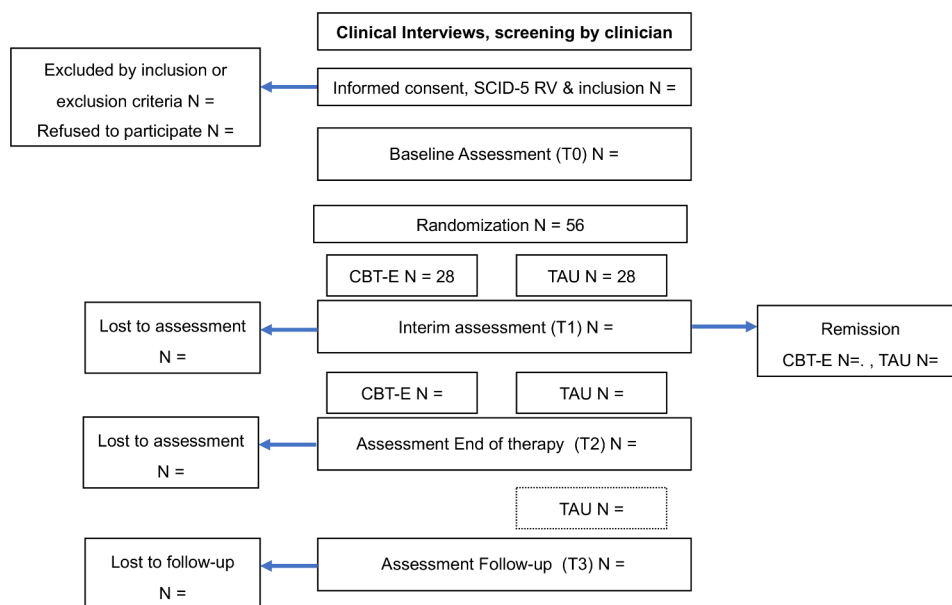 Clinical Interviews, screening by clinician
Excluded by inclusion or
exclusion criteria N =
Refused to participate N =
Informed consent, SCID-5 RV & inclusion N =
Baseline Assessment (T0) N =
Randomization N = 56
CBT-E N = 28
TAU N = 28
Lost to assessment
N =
Interim assessment (T1) N =
Remission
CBT-E N=. , TAU N=
CBT-E N =
TAU N =
Lost to assessment
N =
Assessment End of therapy (T2) N =
TAU N =
Lost to follow-up
N =
Assessment Follow-up (T3) N =